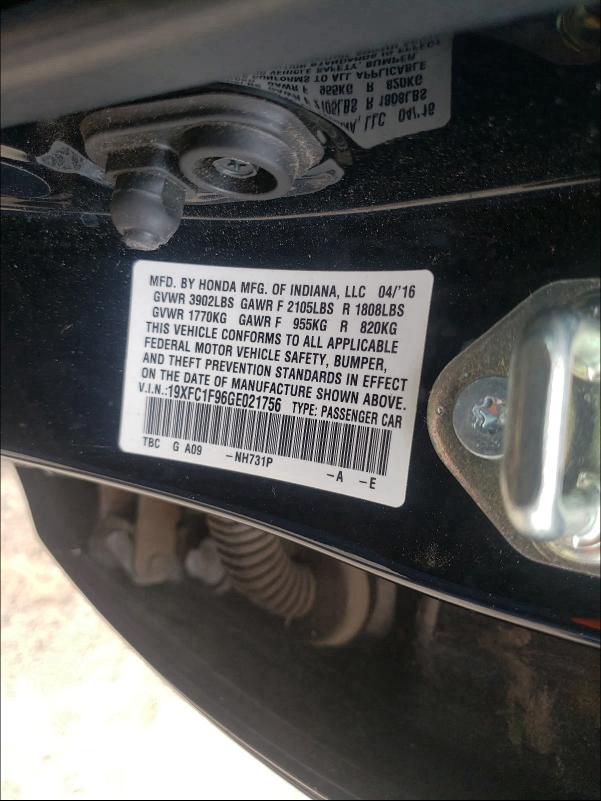 MFD. BY HONDA MFG. OF INDIANA, LLC 04/'16
GVWR 3902LBS GAWR F 2105LBS R 1808LBS
GVWR 1770KG GAWR F 955KG R 820KG
THIS VEHICLE CONFORMS TO ALL APPLICABLE
FEDERAL MOTOR VEHICLE SAFETY, BUMPER,
AND THEFT PREVENTION STANDARDS IN EFFECT
ON THE DATE OF MANUFACTURE SHOWN ABOVE.
V.I.N.:19XFC1F96GE021756 TYPE: PASSENGER CAR
TBC G A09 -NH731P -A -E